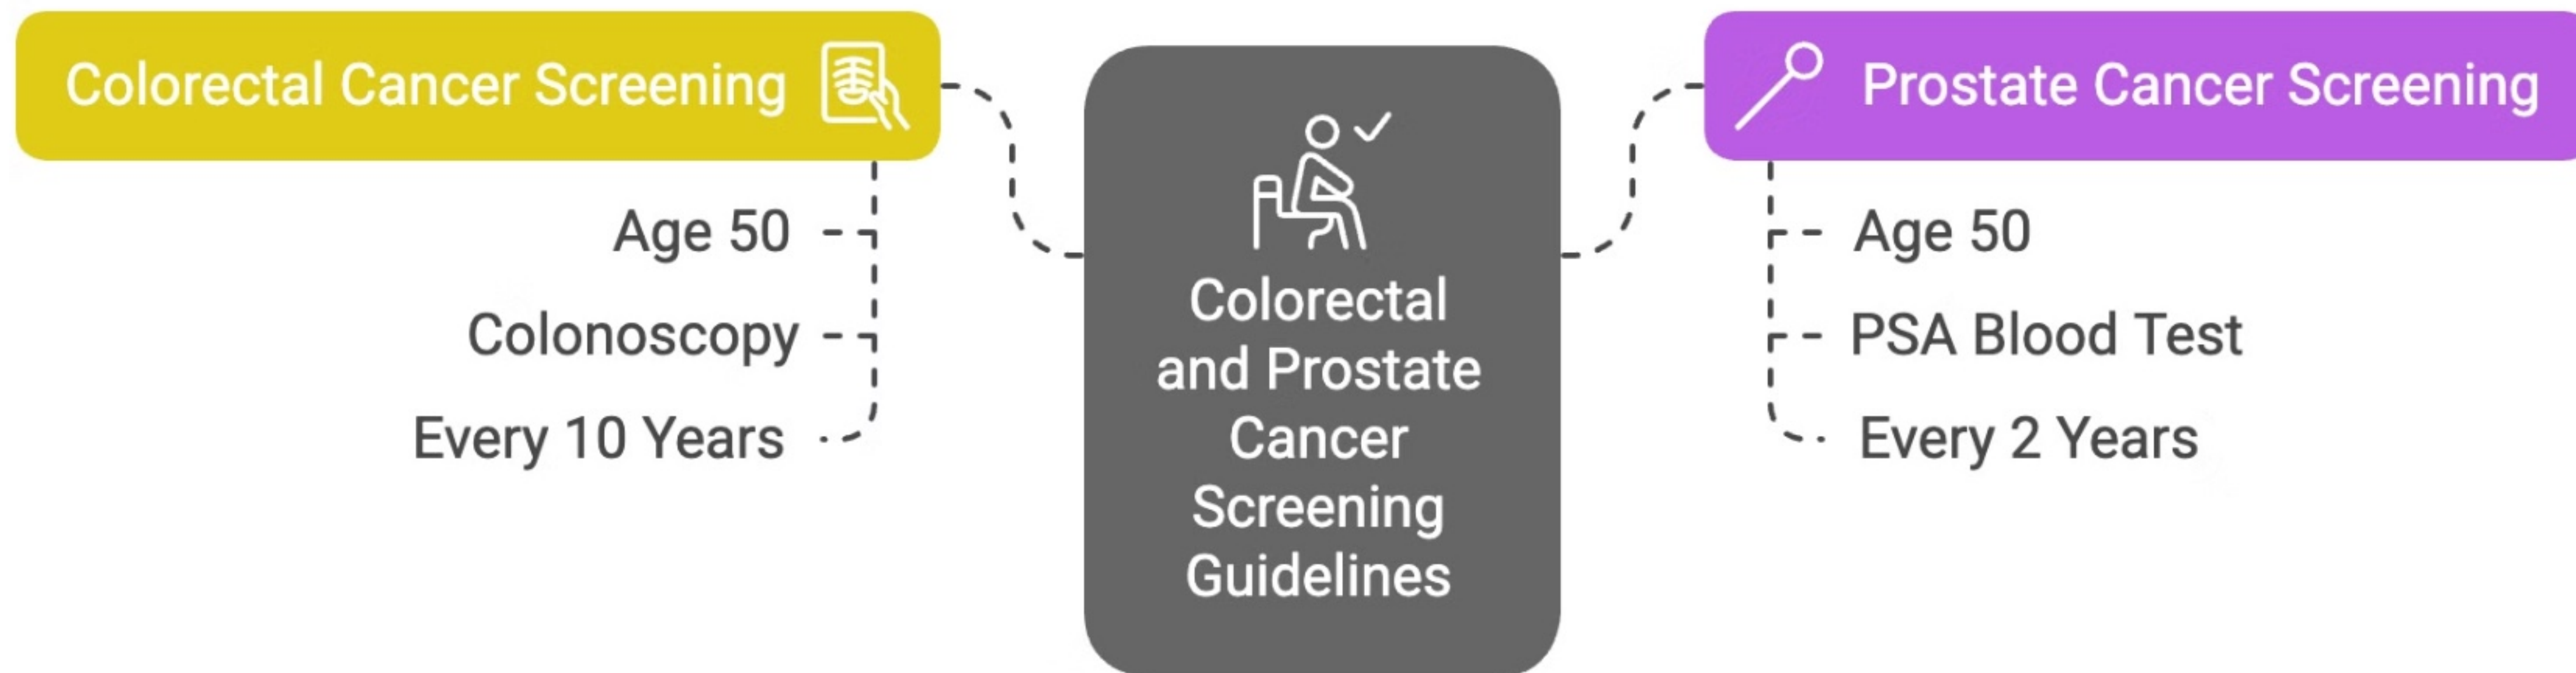 Colorectal Cancer Screening
Age 50
Colonoscopy
Every 10 Years
Colorectal
and Prostate
Cancer
Screening
Guidelines
Prostate Cancer Screening
Age 50
PSA Blood Test
Every 2 Years